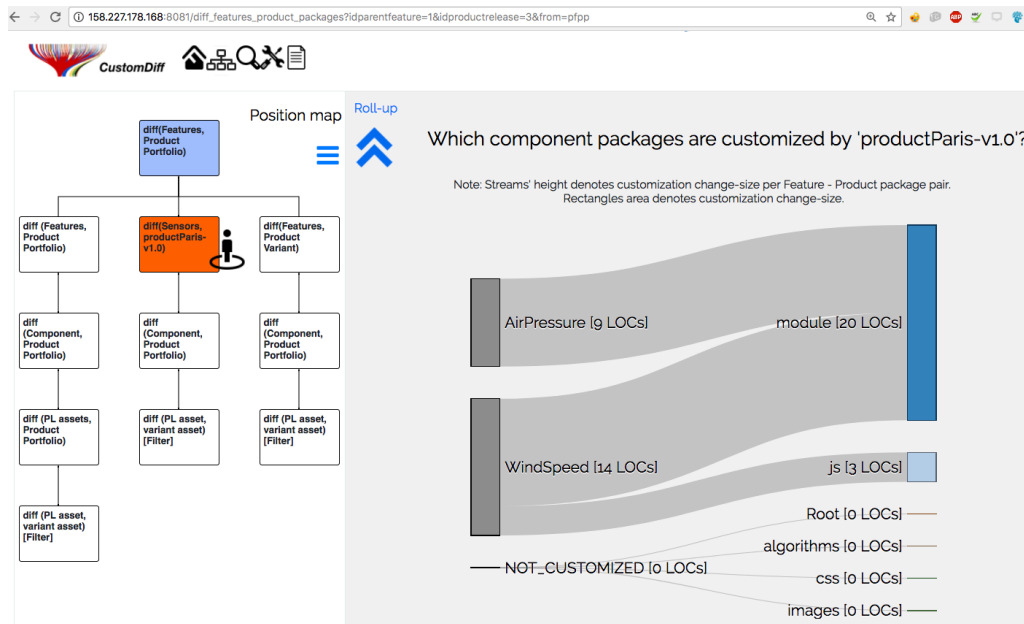 158.227.178.168:8081/diff_features_product_packages?idparentfeature=1&idproductrelease=3&from=pfpp
ABP
CustomDiff
Position map
diff(Features,
Product
Portfolio)
diff (Features,
Product
Portfolio)
diff(Sensors,
productParis-
v1.0)
diff(Features,
Product
Variant)
diff
(Component,
Product
Portfolio)
diff
(Component,
Product
Portfolio)
diff
(Component,
Product
Portfolio)
diff (PL assets,
Product
Portfolio)
diff (PL asset,
variant asset)
[Filter]
diff (PL asset,
variant asset)
[Filter]
diff (PL asset,
variant asset)
[Filter]
Roll-up
Which component packages are customized by 'productParis-v1.0'?
Note: Streams' height denotes customization change-size per Feature - Product package pair.
Rectangles area denotes customization change-size.
AirPressure [9 LOCs]
module [20 LOCs]
WindSpeed [14 LOCs]
js [3 LOCs]
Root [0 LOCs]
algorithms [0 LOCs]
NOT_CUSTOMIZED [0 LOCs]
css [0 LOCs]
images [0 LOCs]